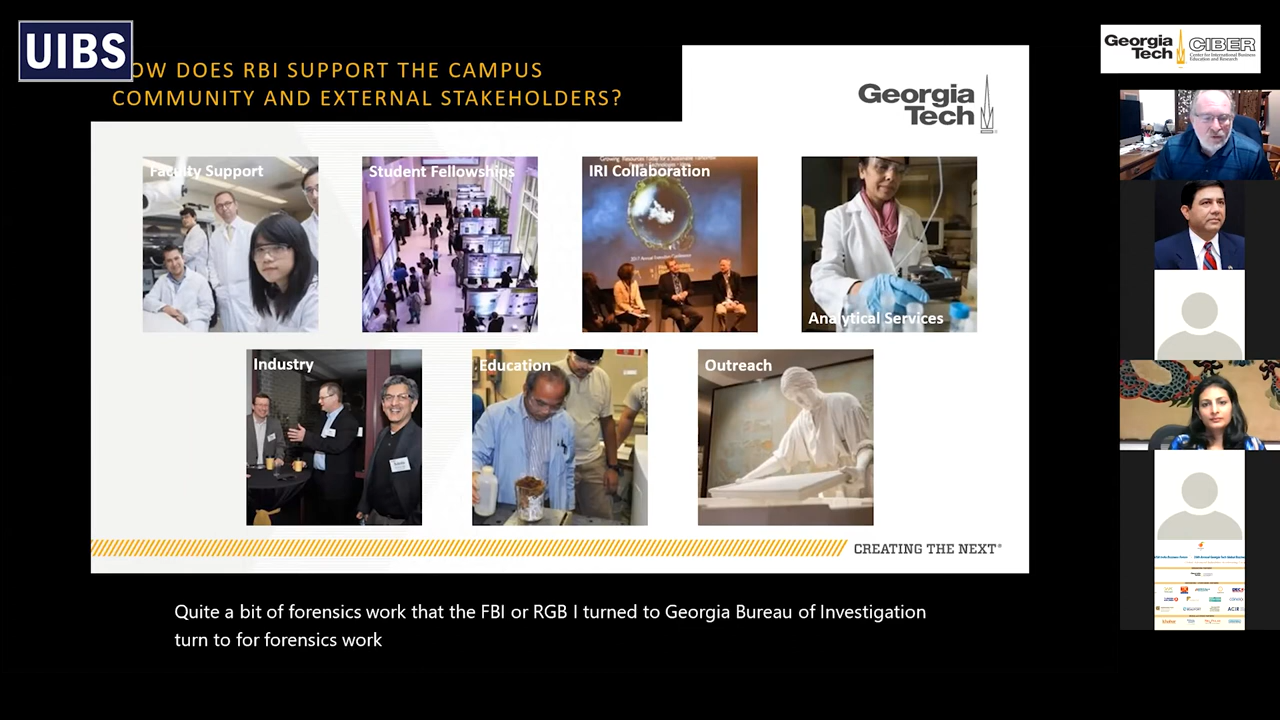 UIBS
OW DOES RBI SUPPORT THE CAMPUS
COMMUNITY AND EXTERNAL STAKEHOLDERS?
Georgia
Tech
Georgia
Tech
CIBER
Center for International Business
Education and Research
Faculty Support
Student Fellowships
IRI Collaboration
Analytical Services
Industry
Education
Outreach
CREATING THE NEXT®
Quite a bit of forensics work that the FBI or RGB I turned to Georgia Bureau of Investigation
turn to for forensics work